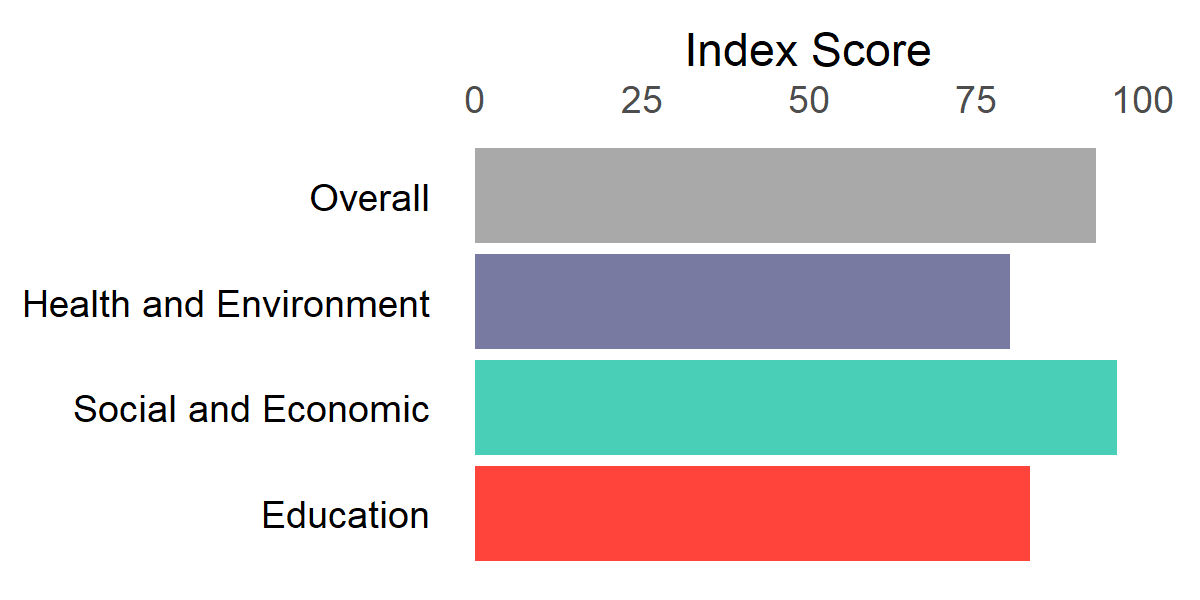 Index Score
0 25 50 75 100
Overall
Health and Environment
Social and Economic
Education